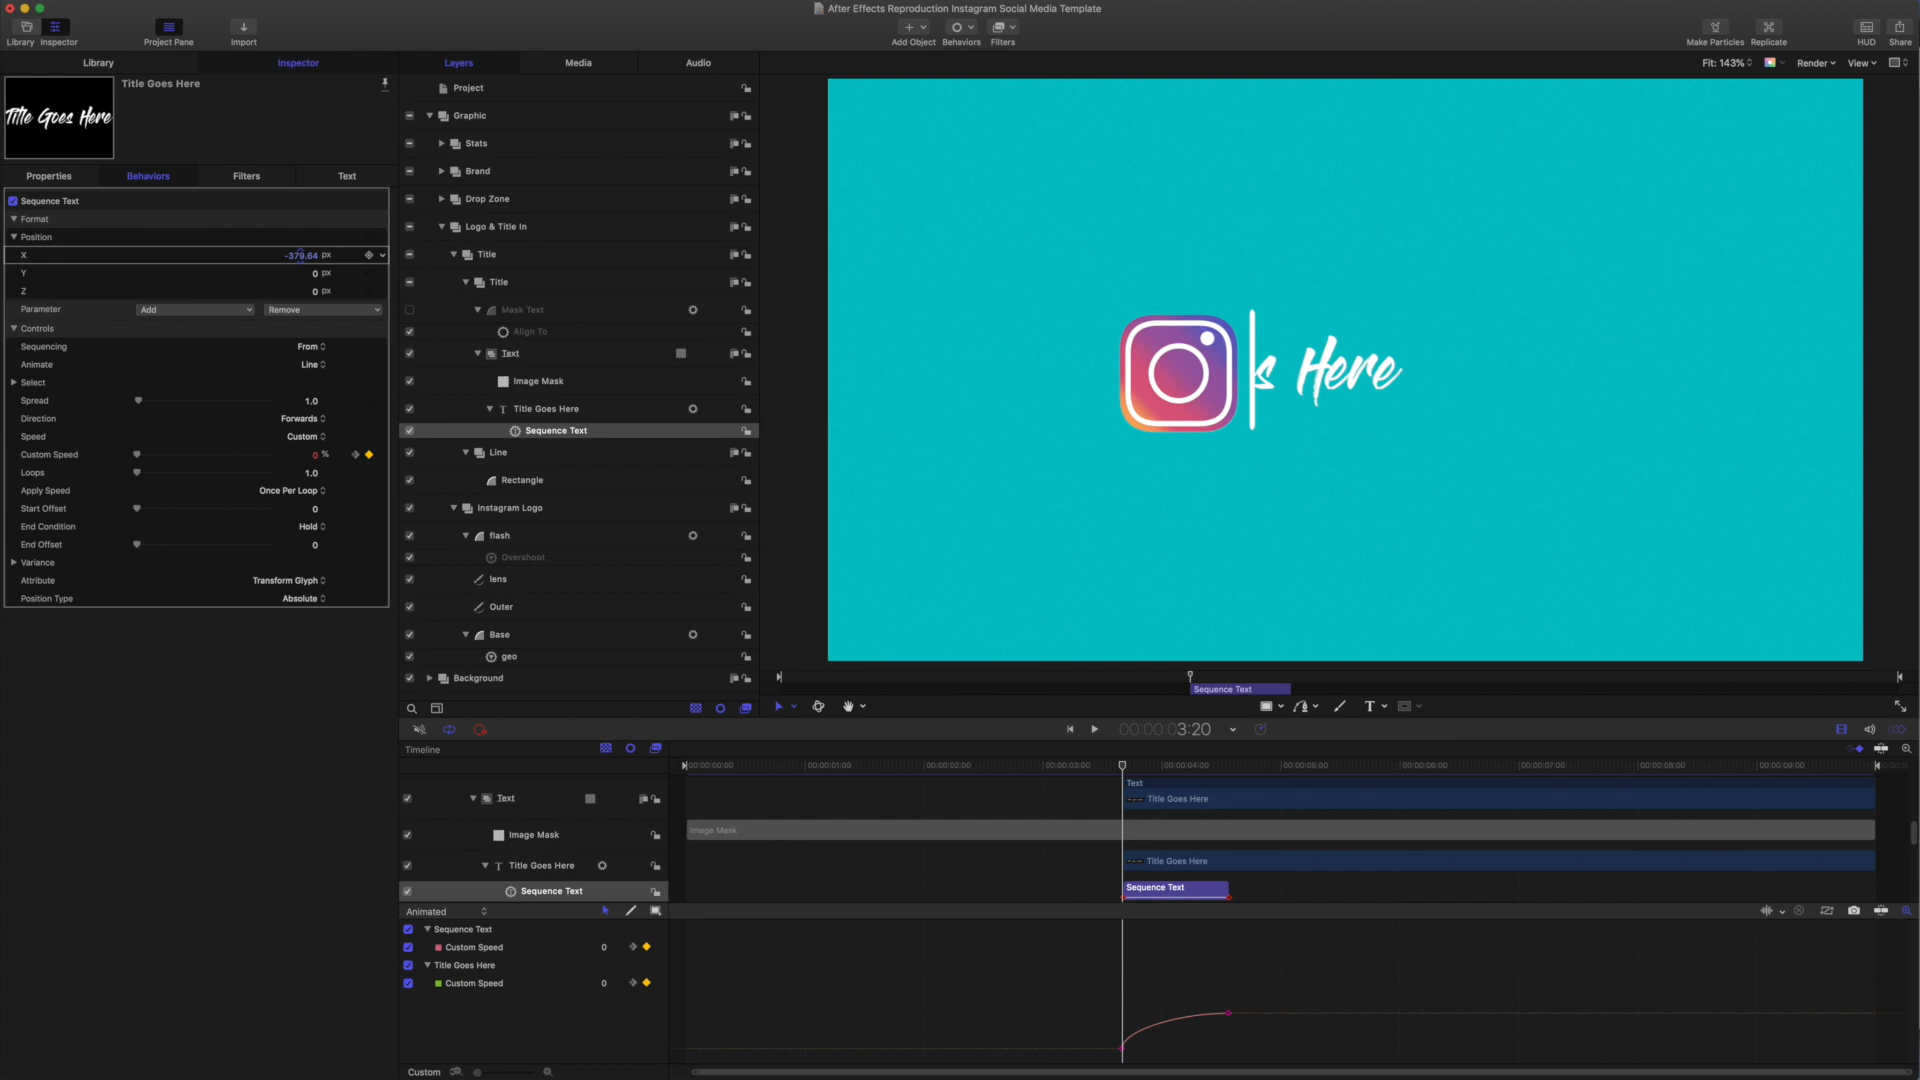 After Effects Reproduction Instagram Social Media Template
Library
Inspector
Project Pane
Import
Add Object
Behaviors
Filters
Make Particles
Replicate
HUD
Share
Library
Inspector
Layers
Media
Audio
Fit: 143%
Render
View
Title Goes Here
Title Goes Here
Properties
Behaviors
Filters
Text
Sequence Text
Format
Position
X
-379.64 px
Y
0 px
Z
0 px
Parameter
Add
Remove
Controls
Sequencing
From
Animate
Line
Select
Spread
1.0
Direction
Forwards
Speed
Custom
Custom Speed
0 %
Loops
1.0
Apply Speed
Once Per Loop
Start Offset
0
End Condition
Hold
End Offset
0
Variance
Attribute
Transform Glyph
Position Type
Absolute
Project
Graphic
Stats
Brand
Drop Zone
Logo & Title In
Title
Title
Mask Text
Align To
Text
Image Mask
T Title Goes Here
Sequence Text
Line
Rectangle
Instagram Logo
flash
Overshoot
lens
Outer
Base
geo
Background
s Here
Sequence Text
T
00:00:00:03:20
Timeline
00:00:00:00
00:00:01:00
00:00:02:00
00:00:03:00
00:00:04:00
00:00:05:00
00:00:06:00
00:00:07:00
00:00:08:00
00:00:09:00
Text
Text
Title Goes Here
Image Mask
Image Mask
T Title Goes Here
Title Goes Here
Sequence Text
Sequence Text
Animated
Sequence Text
Custom Speed
0
Title Goes Here
Custom Speed
0
Custom